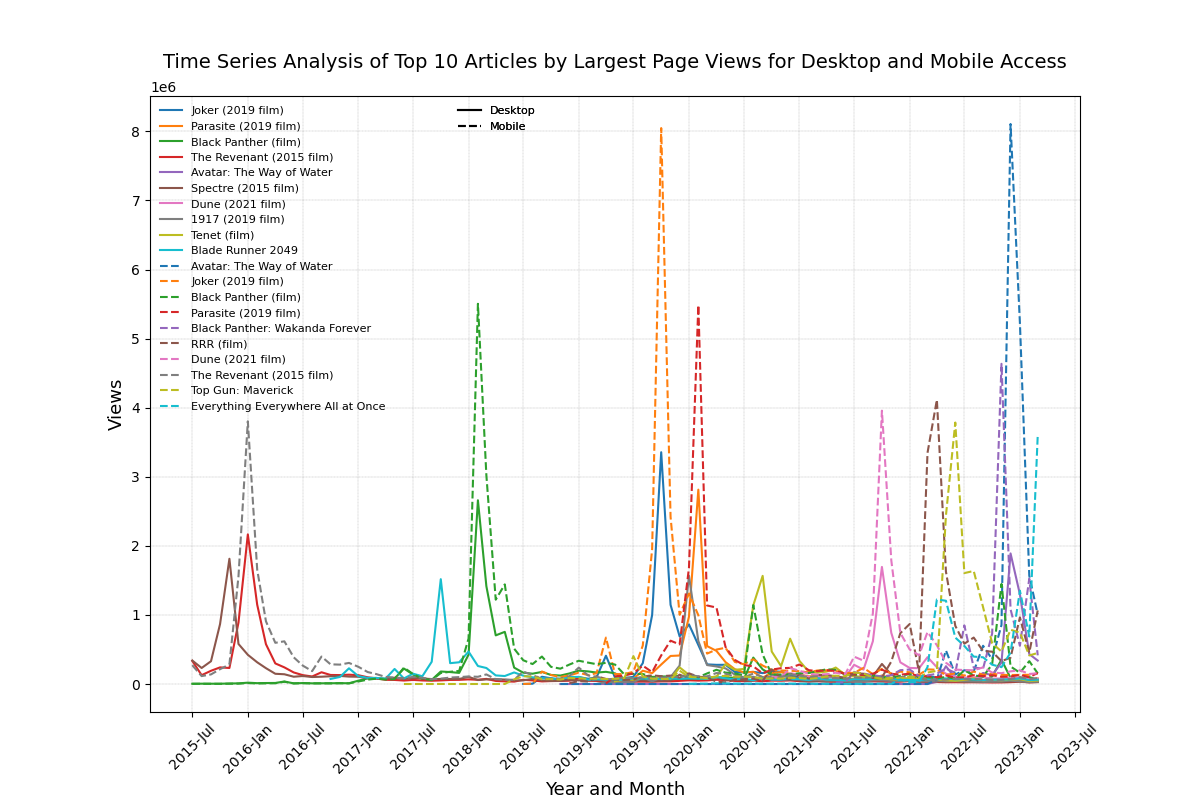 Time Series Analysis of Top 10 Articles by Largest Page Views for Desktop and Mobile Access
1e6
Joker (2019 film)
Parasite (2019 film)
Black Panther (film)
The Revenant (2015 film)
Avatar: The Way of Water
Spectre (2015 film)
Dune (2021 film)
1917 (2019 film)
Tenet (film)
Blade Runner 2049
Avatar: The Way of Water
Joker (2019 film)
Black Panther (film)
Parasite (2019 film)
Black Panther: Wakanda Forever
RRR (film)
Dune (2021 film)
The Revenant (2015 film)
Top Gun: Maverick
Everything Everywhere All at Once
Desktop
Mobile
8
7
6
5
4
3
2
1
0
Views
2015-Jul
2016-Jan
2016-Jul
2017-Jan
2017-Jul
2018-Jan
2018-Jul
2019-Jan
2019-Jul
2020-Jan
2020-Jul
2021-Jan
2021-Jul
2022-Jan
2022-Jul
2023-Jan
2023-Jul
Year and Month